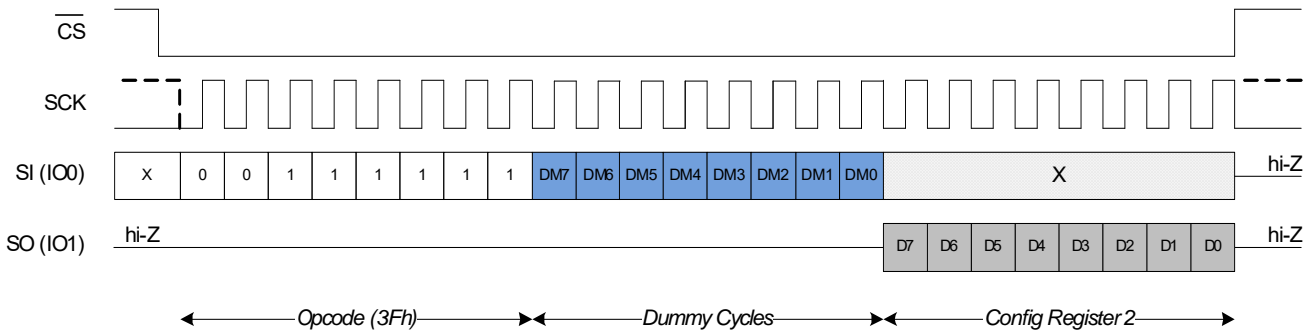 CS
SCK
SI (IO0) X 0 0 1 1 1 1 1 1 DM7 DM6 DM5 DM4 DM3 DM2 DM1 DM0 X hi-Z
SO (IO1) hi-Z D7 D6 D5 D4 D3 D2 D1 D0 hi-Z
Opcode (3Fh) Dummy Cycles Config Register 2